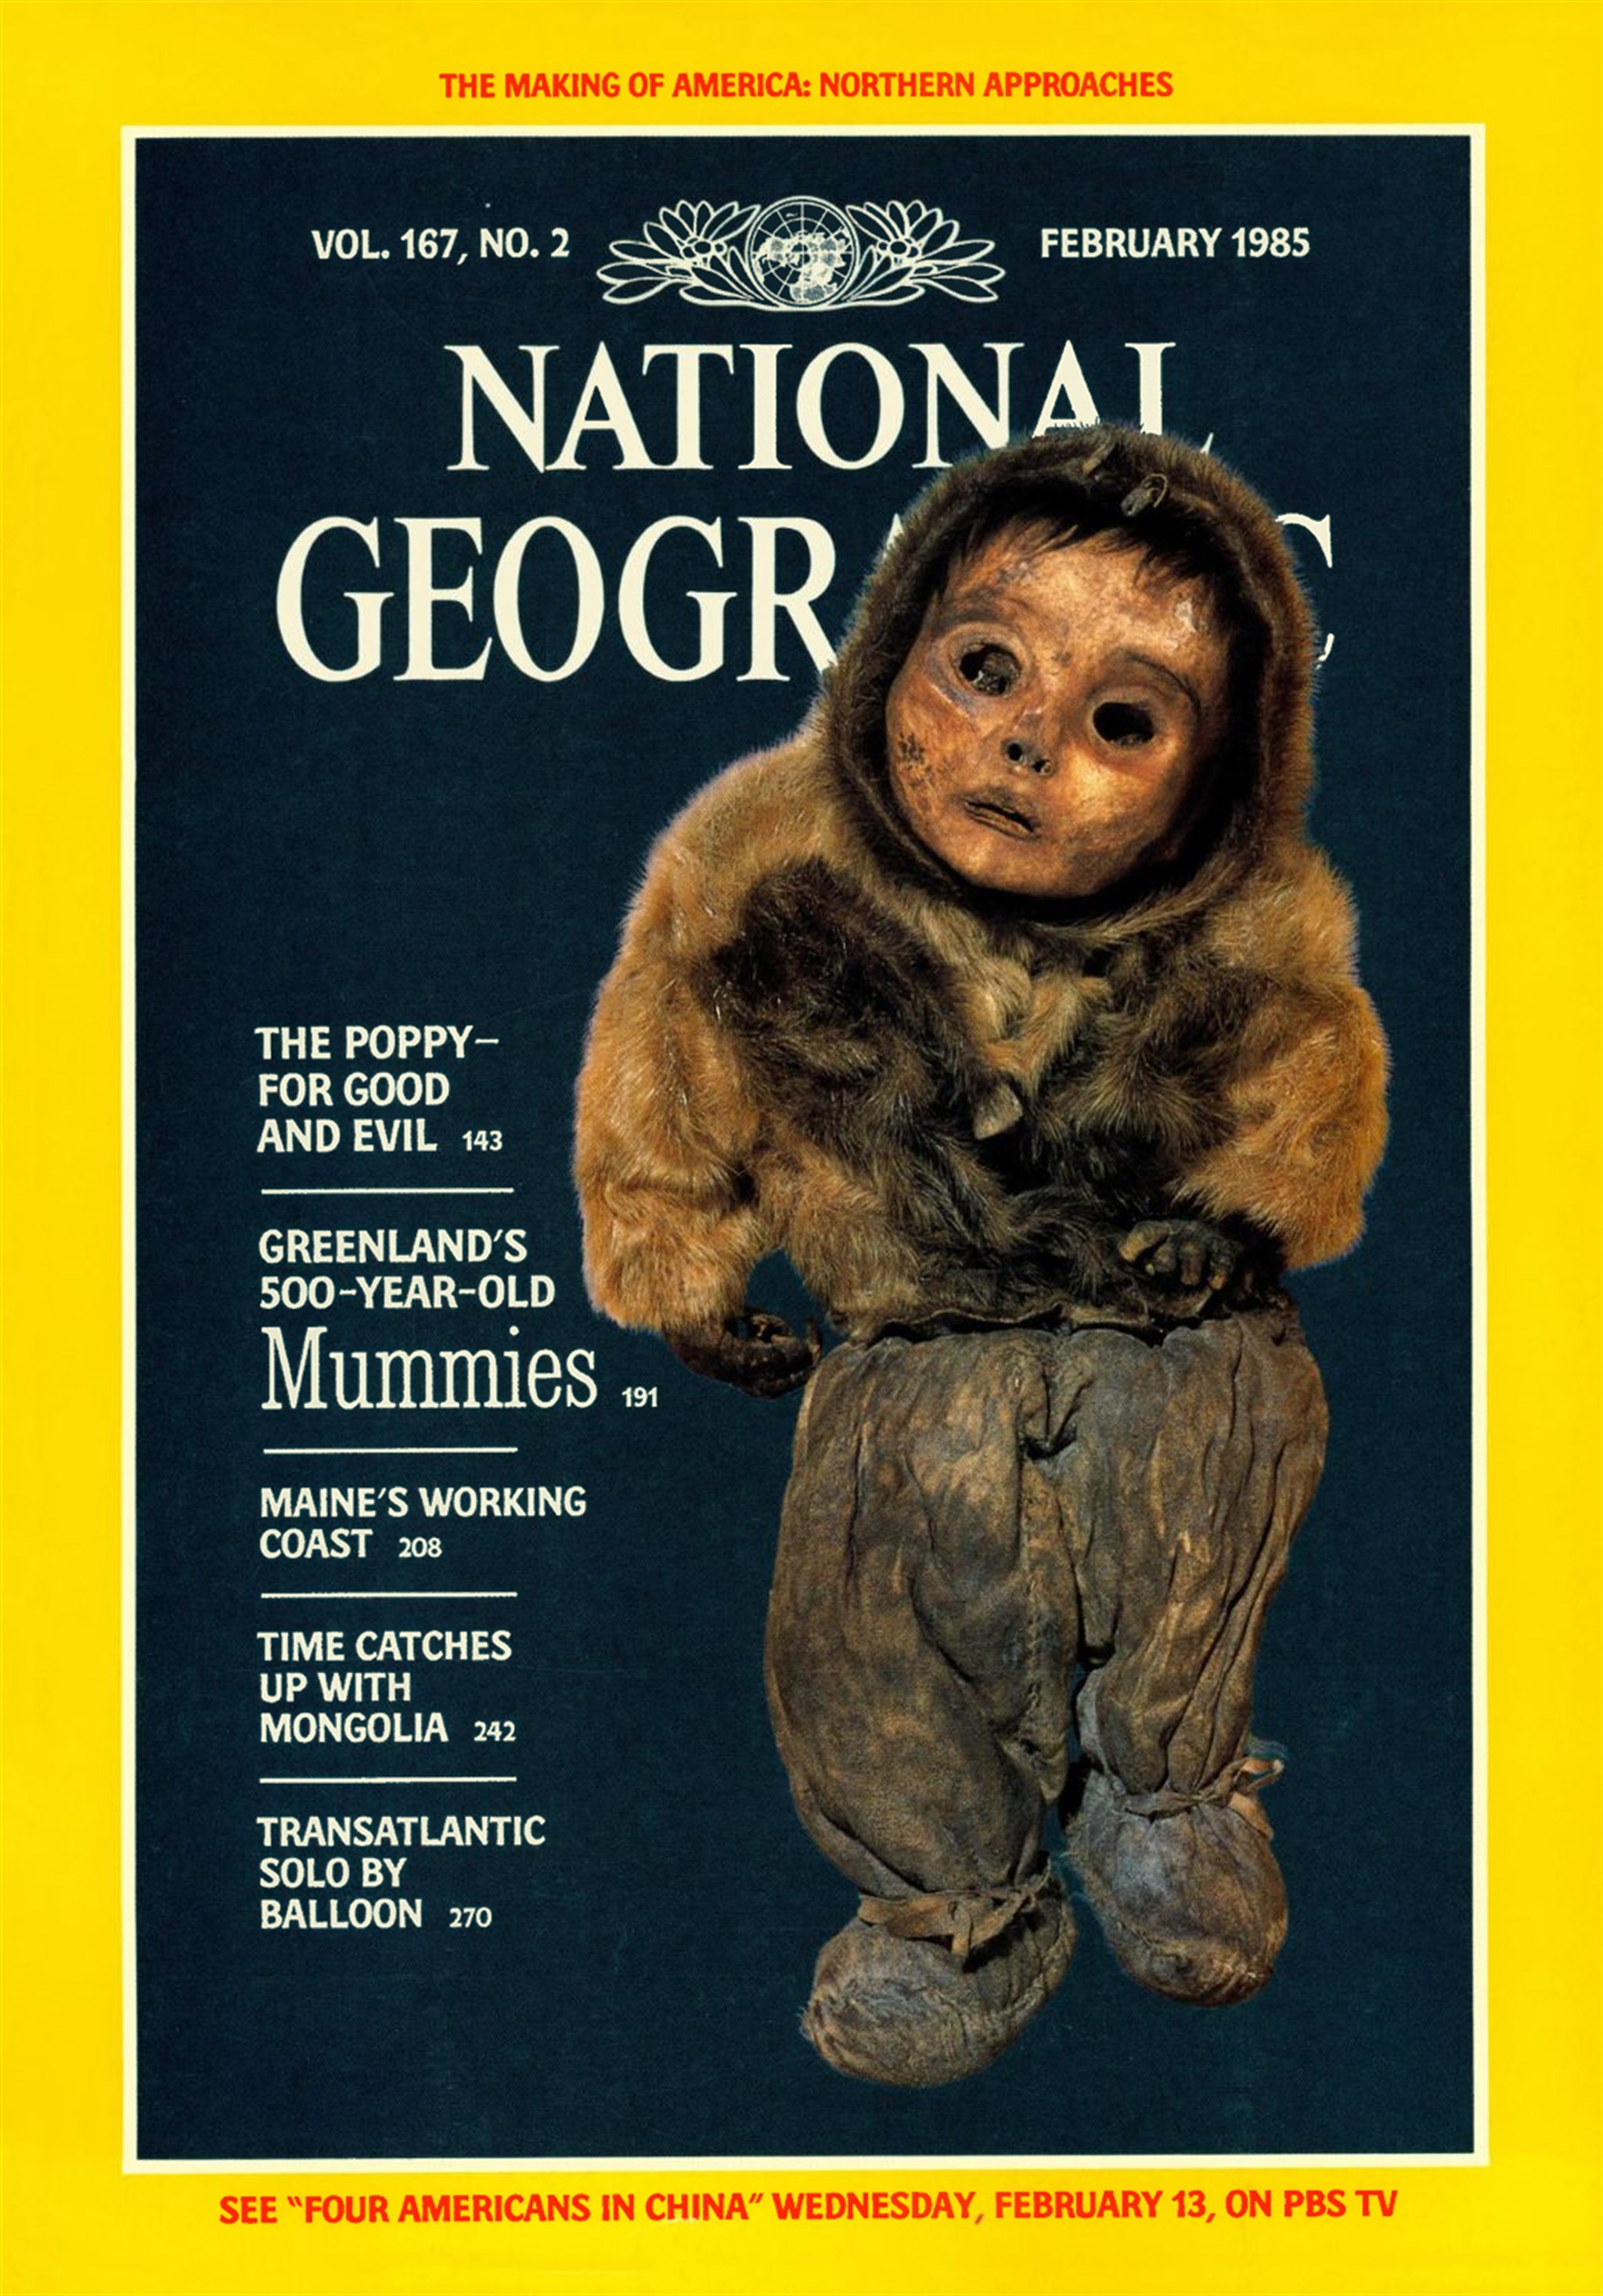 THE MAKING OF AMERICA: NORTHERN APPROACHES
VOL. 167, NO. 2
FEBRUARY 1985
NATIONAL
GEOGRAPHIC
THE POPPY—
FOR GOOD
AND EVIL 143
GREENLAND'S
500-YEAR-OLD
Mummies 191
MAINE'S WORKING
COAST 208
TIME CATCHES
UP WITH
MONGOLIA 242
TRANSATLANTIC
SOLO BY
BALLOON 270
SEE "FOUR AMERICANS IN CHINA" WEDNESDAY, FEBRUARY 13, ON PBS TV